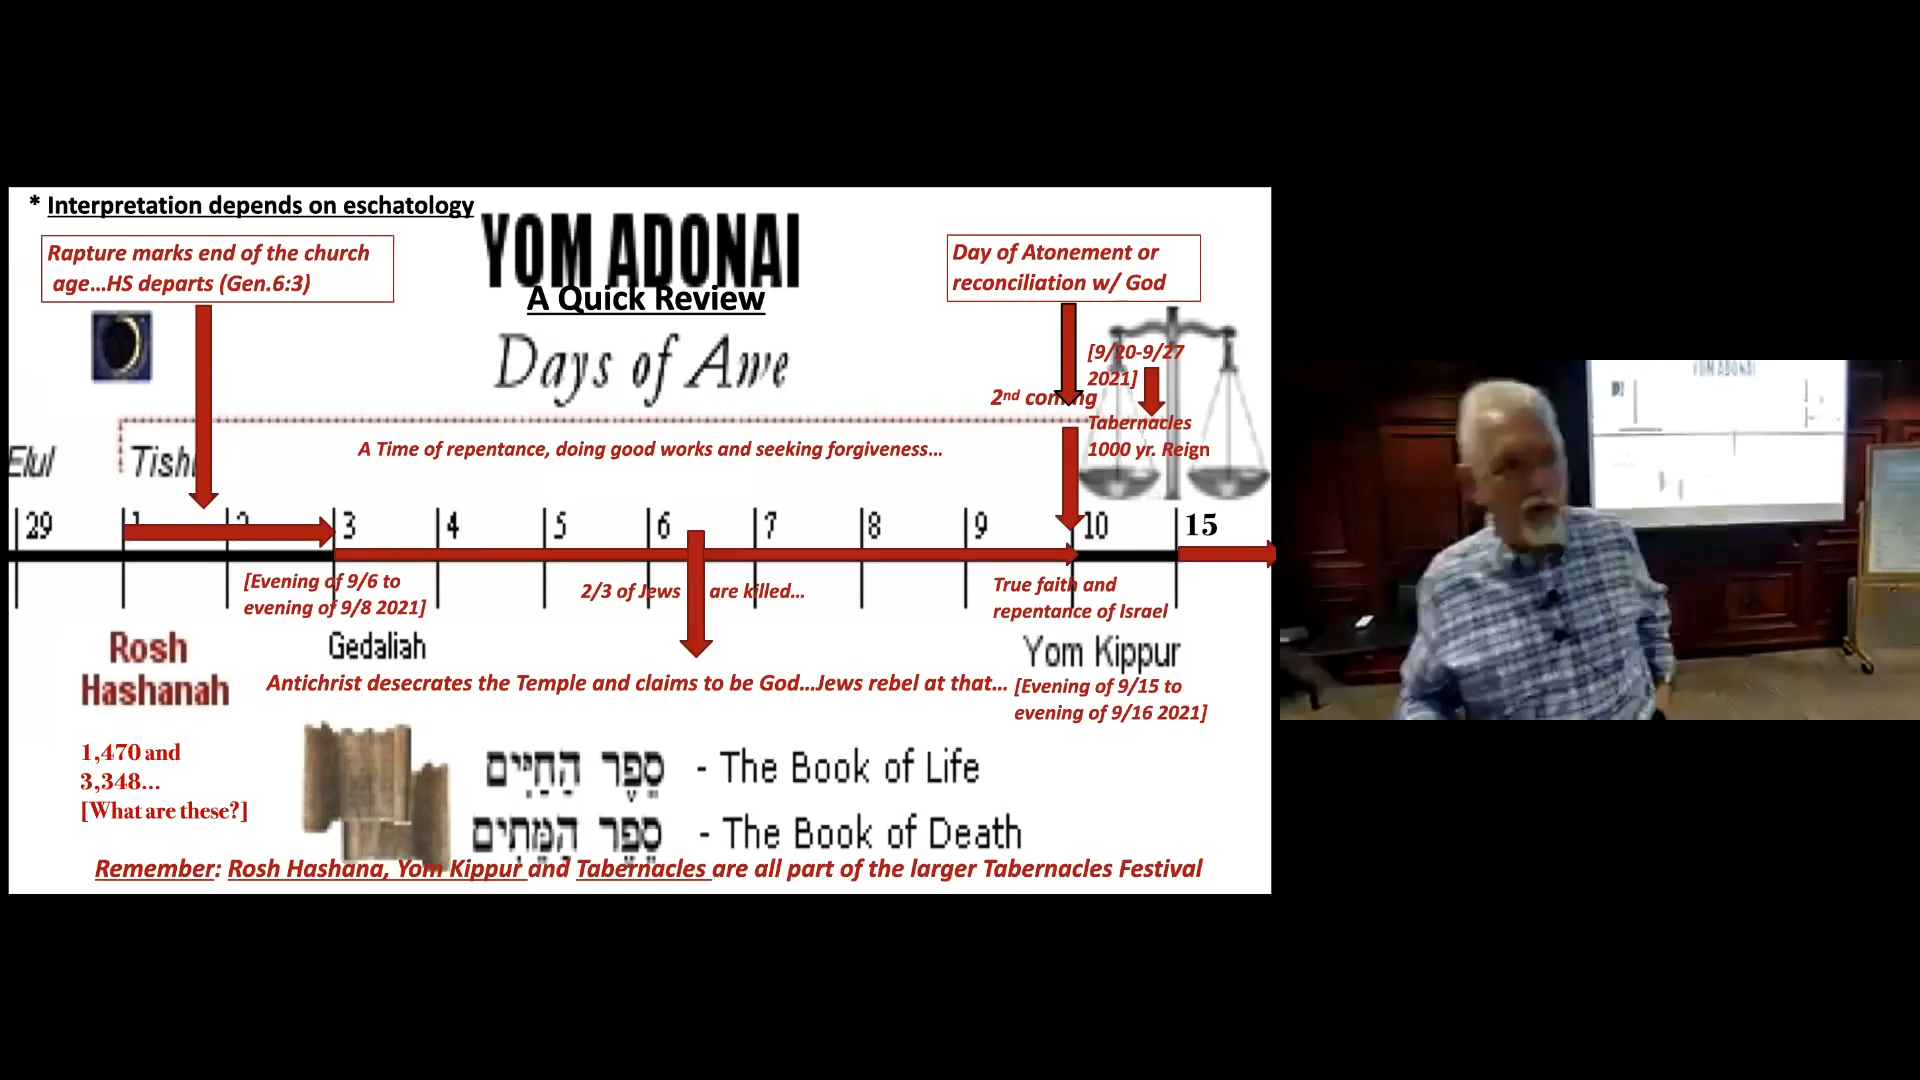 * Interpretation depends on eschatology
YOM ADONAI
A Quick Review
Days of Awe
Rapture marks end of the church
age...HS departs (Gen.6:3)
Day of Atonement or
reconciliation w/ God
[9/20-9/27
2021]
2nd coming
Tabernacles
1000 yr. Reign
Elul
A Time of repentance, doing good works and seeking forgiveness...
29 1 2 3 4 5 6 7 8 9 10 15
[Evening of 9/6 to
evening of 9/8 2021]
2/3 of Jews are killed...
True faith and
repentance of Israel
Rosh
Hashanah
Gedaliah
Yom Kippur
Antichrist desecrates the Temple and claims to be God...Jews rebel at that...
[Evening of 9/15 to
evening of 9/16 2021]
1,470 and
3,348...
[What are these?]
סֵפֶר הַחַיִּים - The Book of Life
סֵפֶר הַמֵּתִים - The Book of Death
Remember: Rosh Hashana, Yom Kippur and Tabernacles are all part of the larger Tabernacles Festival
YOM ADONAI